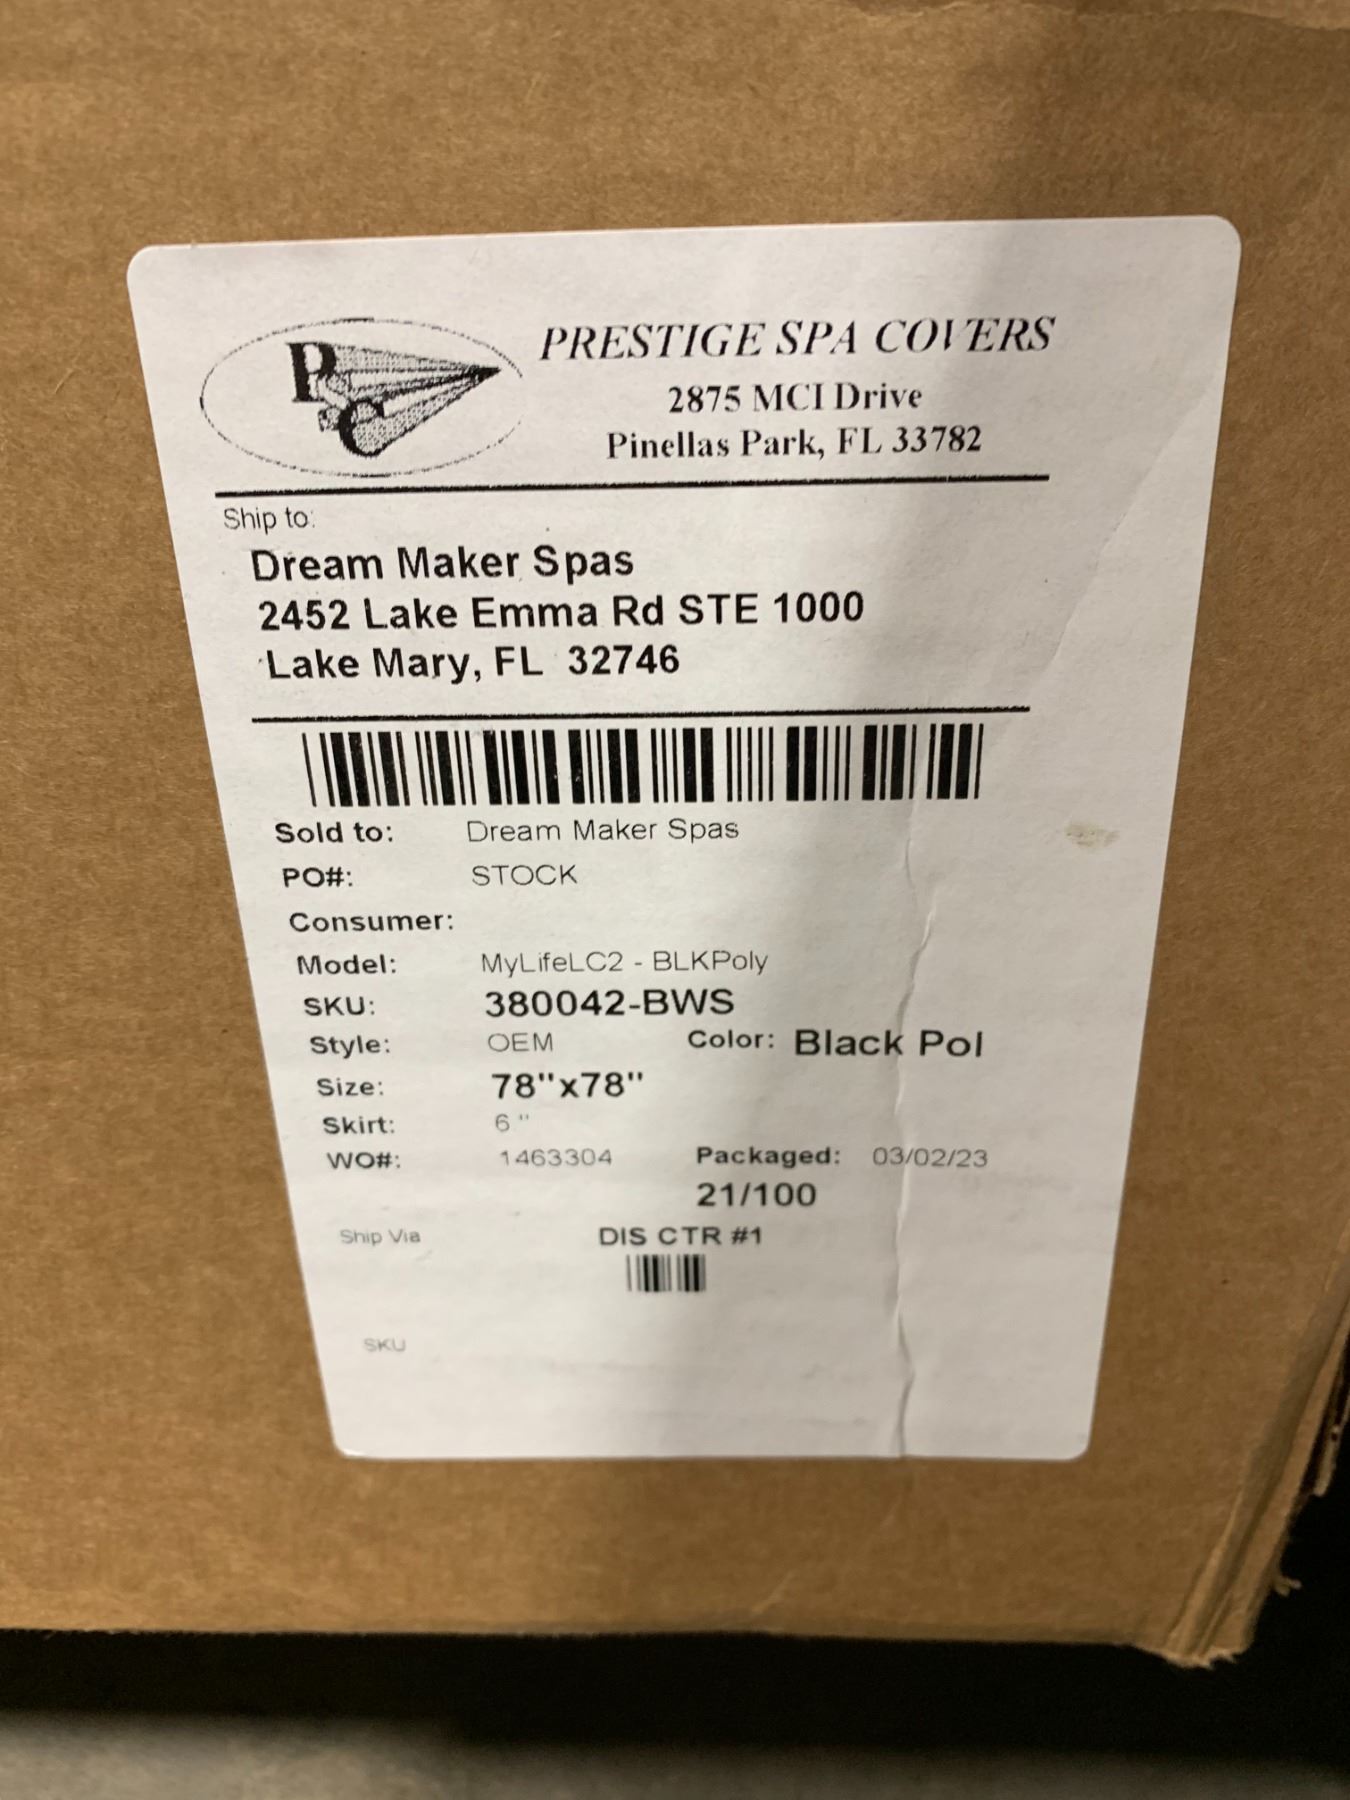 PC
PRESTIGE SPA COVERS
2875 MCI Drive
Pinellas Park, FL 33782
Ship to:
Dream Maker Spas
2452 Lake Emma Rd STE 1000
Lake Mary, FL 32746
Sold to: Dream Maker Spas
PO#: STOCK
Consumer:
Model: MyLifeLC2 - BLKPoly
SKU: 380042-BWS
Style: OEM Color: Black Pol
Size: 78"x78"
Skirt: 6 "
WO#: 1463304 Packaged: 03/02/23
21/100
Ship Via DIS CTR #1
SKU